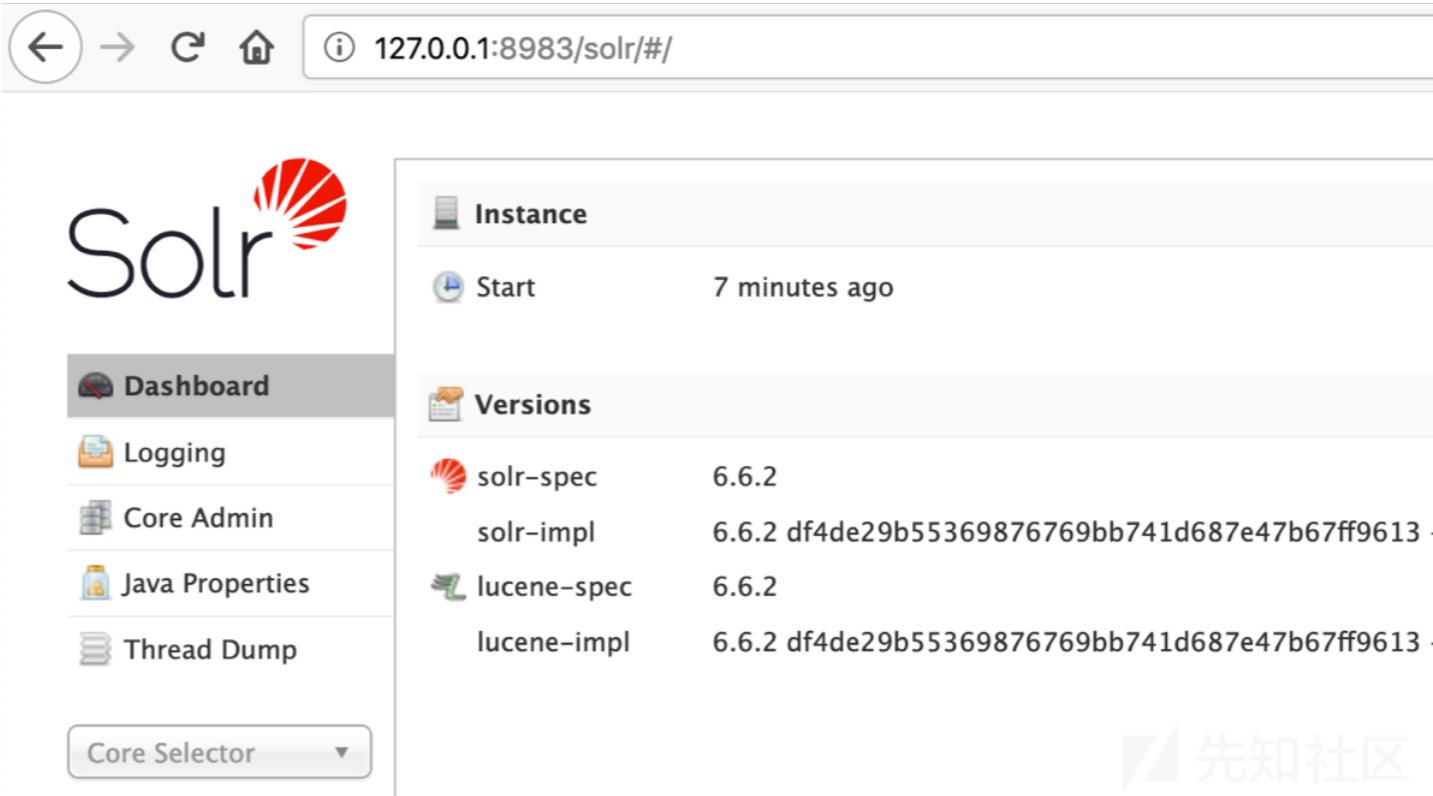 127.0.0.1:8983/solr/#/
Solr
Instance
Start 7 minutes ago
Dashboard
Versions
Logging
solr-spec 6.6.2
Core Admin
solr-impl 6.6.2 df4de29b55369876769bb741d687e47b67ff9613 -
Java Properties
lucene-spec 6.6.2
Thread Dump
lucene-impl 6.6.2 df4de29b55369876769bb741d687e47b67ff9613 -
Core Selector
先知社区